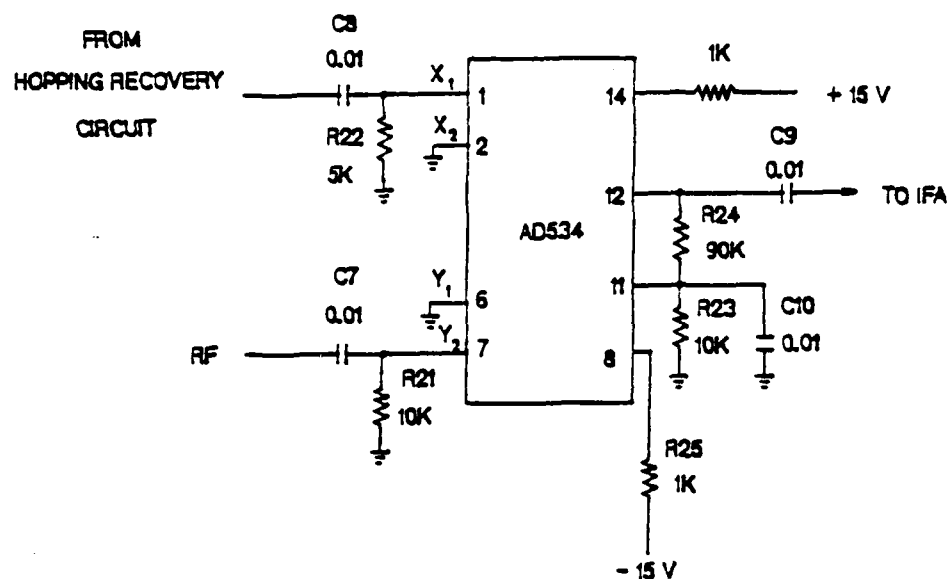 FROM
HOPPING RECOVERY
CIRCUIT
C8
0.01
X1
1
R22
5K
X2
2
AD534
14
1K
+ 15 V
12
C9
0.01
TO IFA
R24
90K
11
R23
10K
C10
0.01
8
R25
1K
- 15 V
Y1
6
C7
0.01
RF
Y2
7
R21
10K